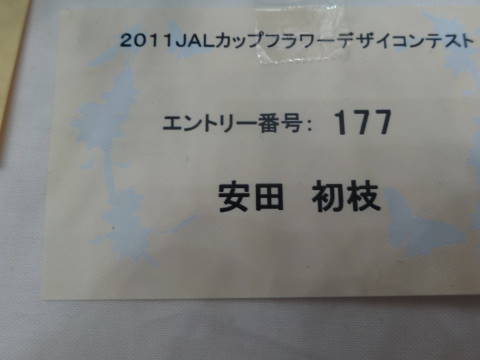 2011JALカップフラワーデザイコンテスト
エントリー番号: 177
安田 初枝